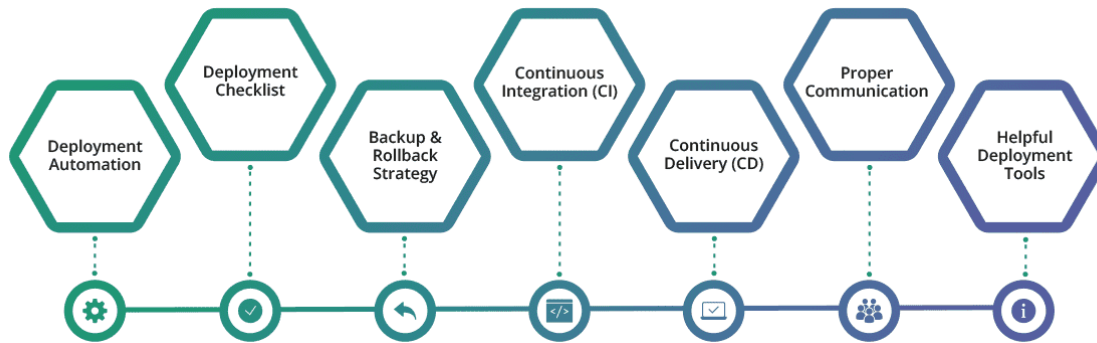 Deployment
Automation
Deployment
Checklist
Backup &
Rollback
Strategy
Continuous
Integration (CI)
Continuous
Delivery (CD)
Proper
Communication
Helpful
Deployment
Tools
</>
i